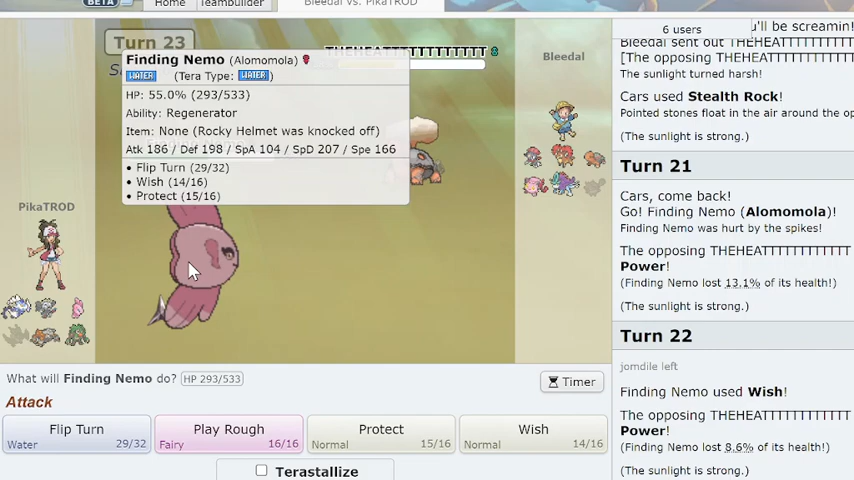 BETA
Home
Teambuilder
Bleedal vs. PikaTROD
Turn 23
THEHEATTTTTTTTTTT
Finding Nemo (Alomomola)
WATER (Tera Type: WATER)
HP: 55.0% (293/533)
Ability: Regenerator
Item: None (Rocky Helmet was knocked off)
Atk 186 / Def 198 / SpA 104 / SpD 207 / Spe 166
• Flip Turn (29/32)
• Wish (14/16)
• Protect (15/16)
PikaTROD
Bleedal
What will Finding Nemo do? HP 293/533
Timer
Attack
Flip Turn
Water 29/32
Play Rough
Fairy 16/16
Protect
Normal 15/16
Wish
Normal 14/16
Terastallize
6 users
u'll be screamin!
Bleedal sent out THEHEATTTTTTTTTTT
[The opposing THEHEATTTTTTTTTTT
The sunlight turned harsh!
Cars used Stealth Rock!
Pointed stones float in the air around the op
(The sunlight is strong.)
Turn 21
Cars, come back!
Go! Finding Nemo (Alomomola)!
Finding Nemo was hurt by the spikes!
The opposing THEHEATTTTTTTTTTT
Power!
(Finding Nemo lost 13.1% of its health!)
(The sunlight is strong.)
Turn 22
jomdile left
Finding Nemo used Wish!
The opposing THEHEATTTTTTTTTTT
Power!
(Finding Nemo lost 8.6% of its health!)
(The sunlight is strong.)